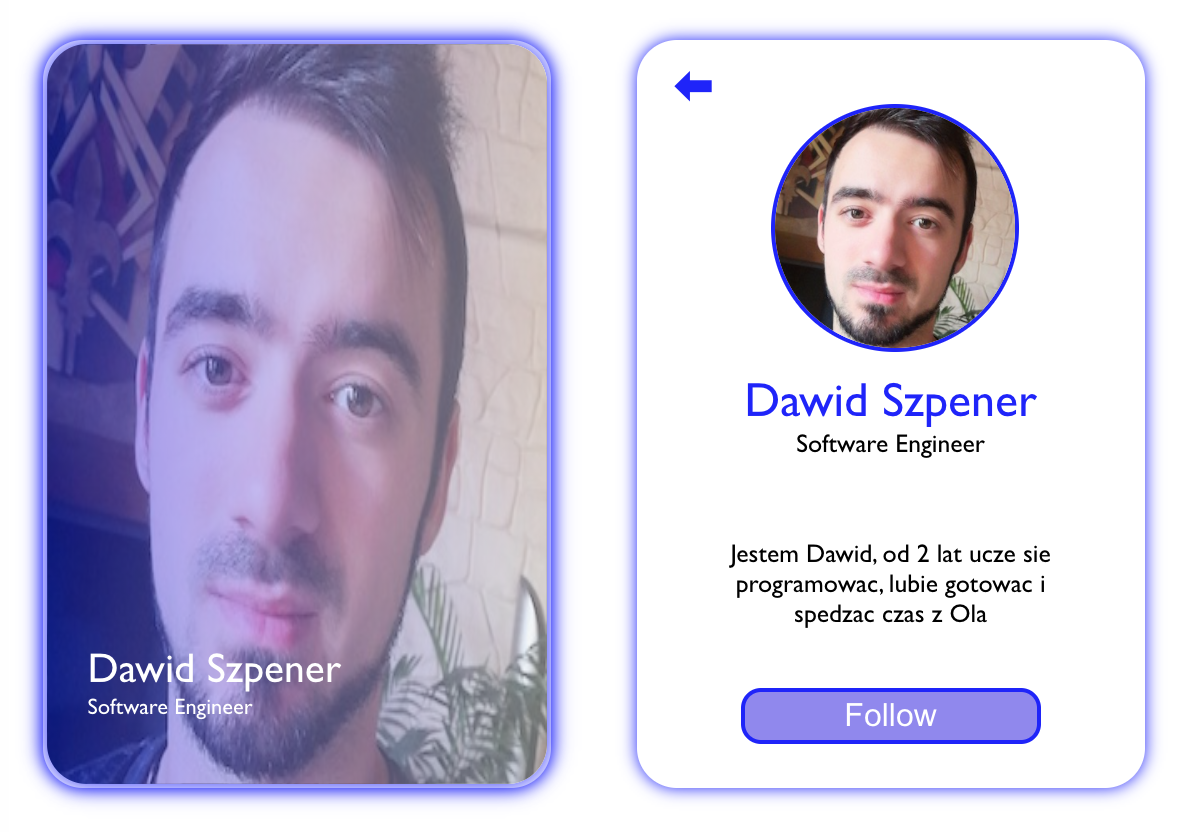 Dawid Szpener
Software Engineer
Dawid Szpener
Software Engineer
Jestem Dawid, od 2 lat ucze sie
programowac, lubie gotowac i
spedzac czas z Ola
Follow